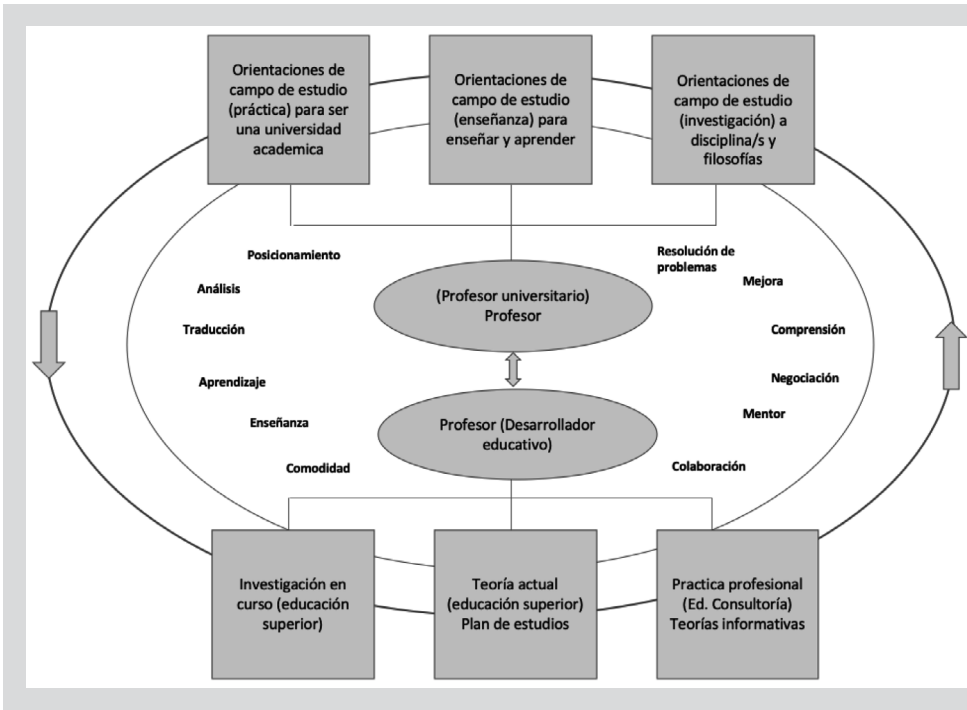 Orientaciones de
campo de estudio
(práctica) para ser
una universidad
academica
Orientaciones de
campo de estudio
(enseñanza) para
enseñar y aprender
Orientaciones de
campo de estudio
(investigación) a
disciplina/s y
filosofías
Posicionamiento
Análisis
Traducción
Aprendizaje
Enseñanza
Comodidad
(Profesor universitario)
Profesor
Profesor (Desarrollador
educativo)
Resolución de
problemas
Mejora
Comprensión
Negociación
Mentor
Colaboración
Investigación en
curso (educación
superior)
Teoría actual
(educación superior)
Plan de estudios
Practica profesional
(Ed. Consultoría)
Teorías informativas